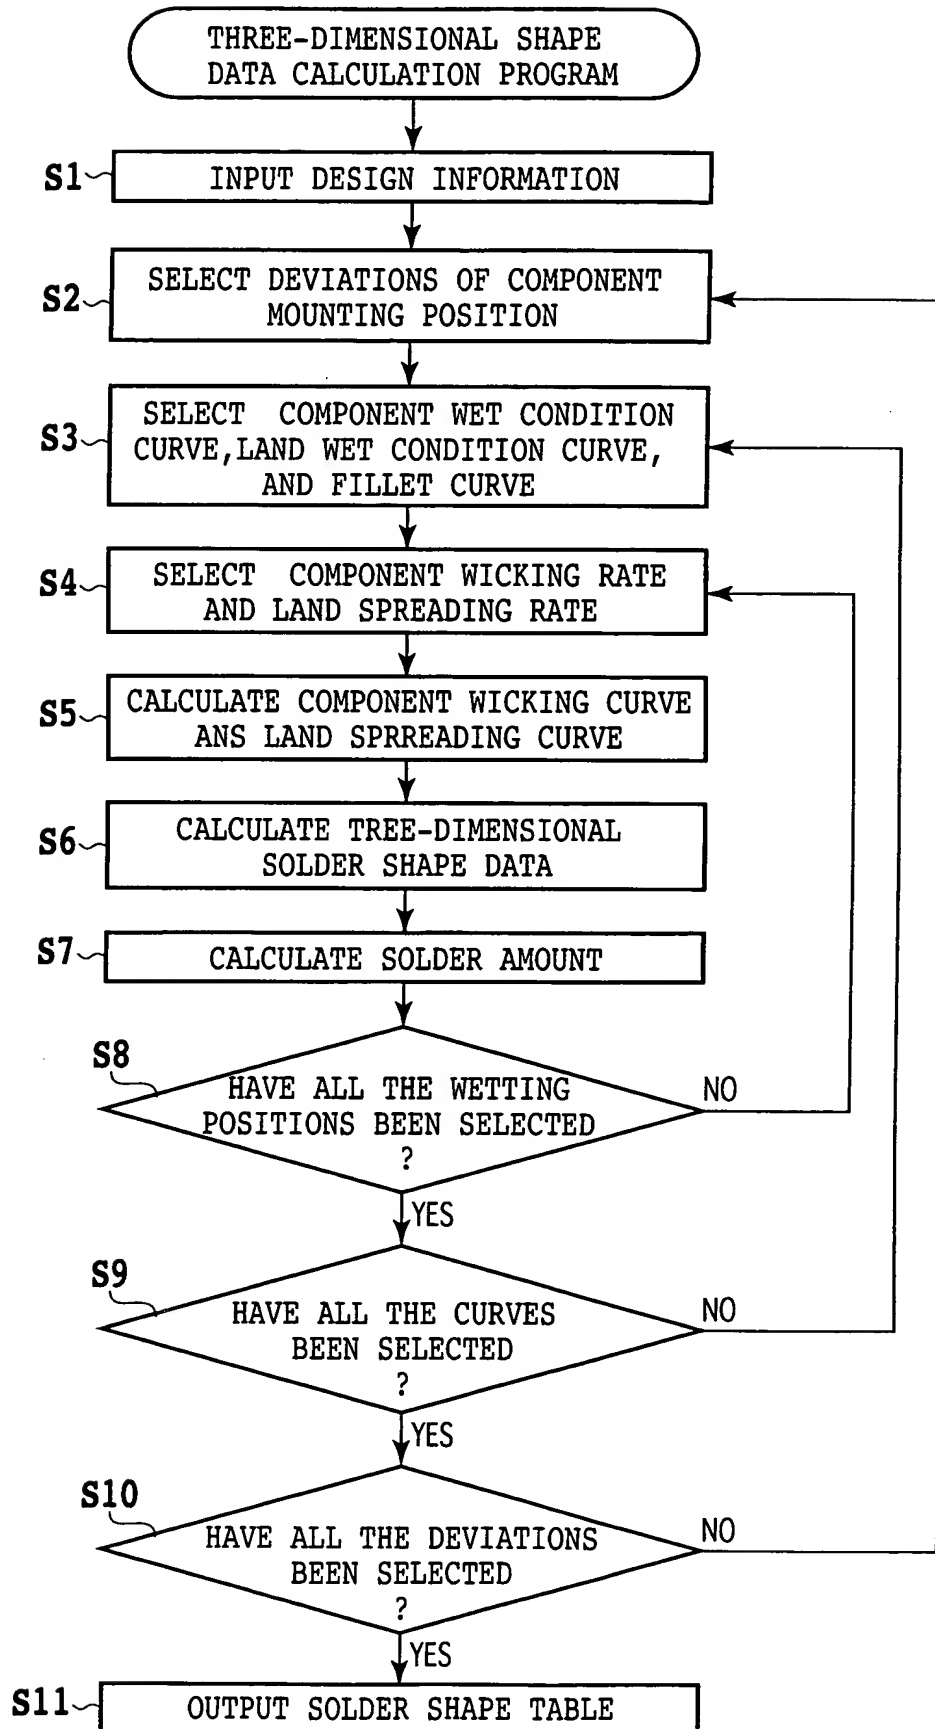 THREE-DIMENSIONAL SHAPE
DATA CALCULATION PROGRAM
S1
INPUT DESIGN INFORMATION
S2
SELECT DEVIATIONS OF COMPONENT
MOUNTING POSITION
S3
SELECT COMPONENT WET CONDITION
CURVE, LAND WET CONDITION CURVE,
AND FILLET CURVE
S4
SELECT COMPONENT WICKING RATE
AND LAND SPREADING RATE
S5
CALCULATE COMPONENT WICKING CURVE
ANS LAND SPRREADING CURVE
S6
CALCULATE TREE-DIMENSIONAL
SOLDER SHAPE DATA
S7
CALCULATE SOLDER AMOUNT
S8
HAVE ALL THE WETTING
POSITIONS BEEN SELECTED
?
NO
YES
S9
HAVE ALL THE CURVES
BEEN SELECTED
?
NO
YES
S10
HAVE ALL THE DEVIATIONS
BEEN SELECTED
?
NO
YES
S11
OUTPUT SOLDER SHAPE TABLE